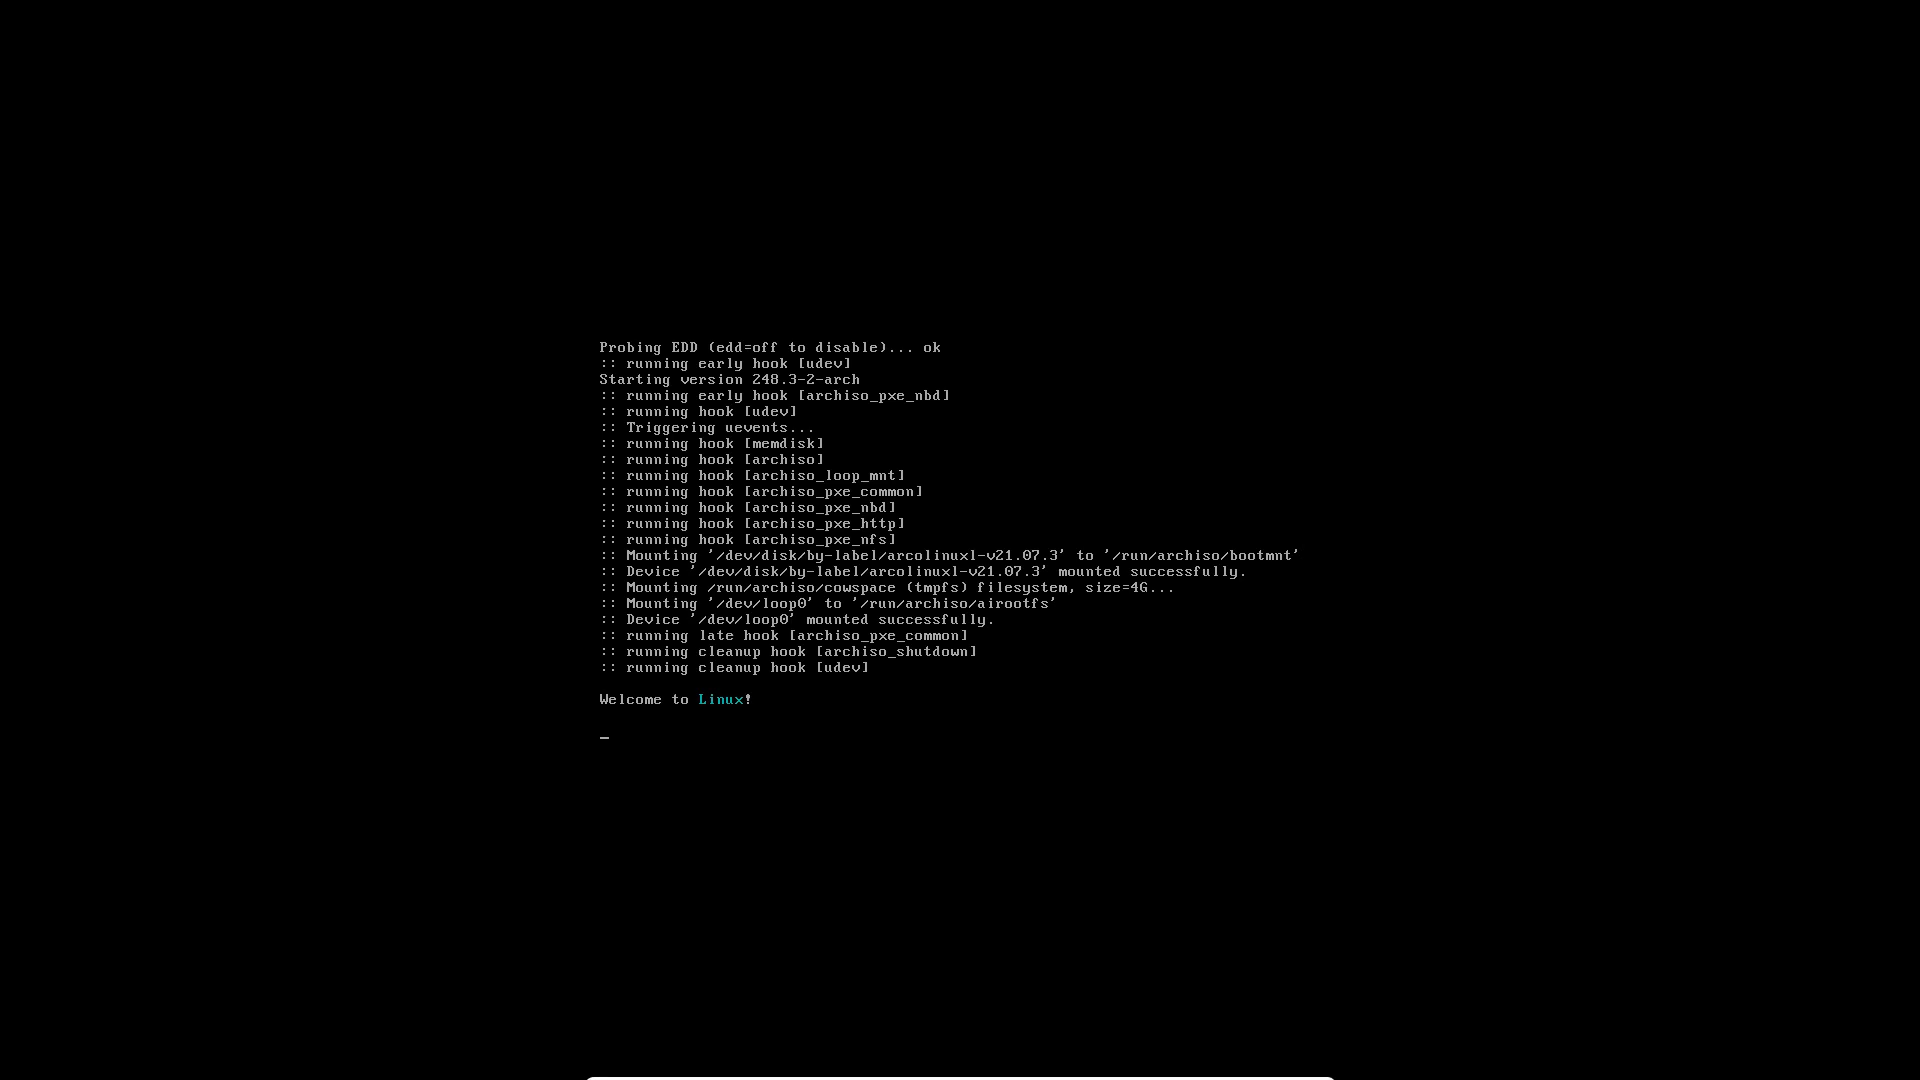 Probing EDD (edd=off to disable)... ok
:: running early hook [udev]
Starting version 248.3-2-arch
:: running early hook [archiso_pxe_nbd]
:: running hook [udev]
:: Triggering uevents...
:: running hook [memdisk]
:: running hook [archiso]
:: running hook [archiso_loop_mnt]
:: running hook [archiso_pxe_common]
:: running hook [archiso_pxe_nbd]
:: running hook [archiso_pxe_http]
:: running hook [archiso_pxe_nfs]
:: Mounting '/dev/disk/by-label/arcolinuxl-v21.07.3' to '/run/archiso/bootmnt'
:: Device '/dev/disk/by-label/arcolinuxl-v21.07.3' mounted successfully.
:: Mounting /run/archiso/cowspace (tmpfs) filesystem, size=4G...
:: Mounting '/dev/loop0' to '/run/archiso/airootfs'
:: Device '/dev/loop0' mounted successfully.
:: running late hook [archiso_pxe_common]
:: running cleanup hook [archiso_shutdown]
:: running cleanup hook [udev]
Welcome to Linux!
_